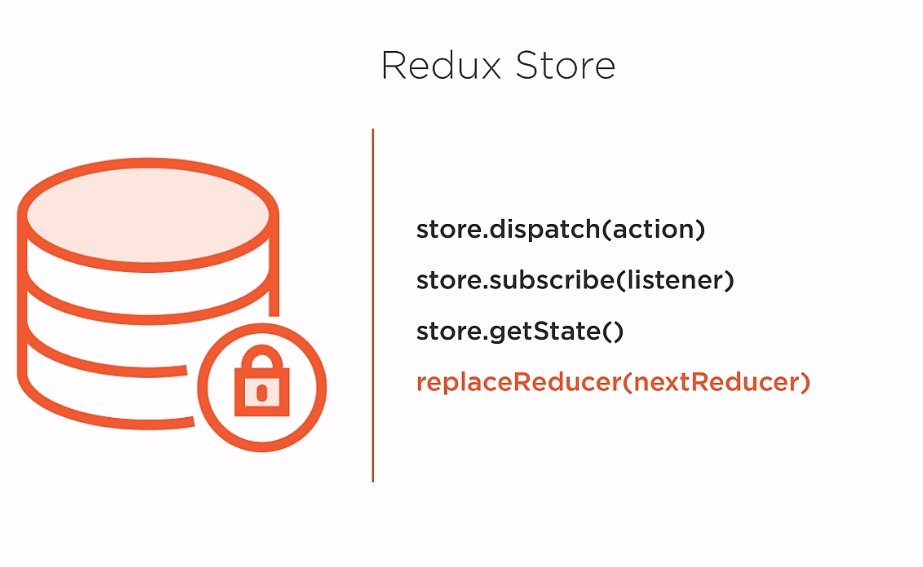 Redux Store
store.dispatch(action)
store.subscribe(listener)
store.getState()
replaceReducer(nextReducer)